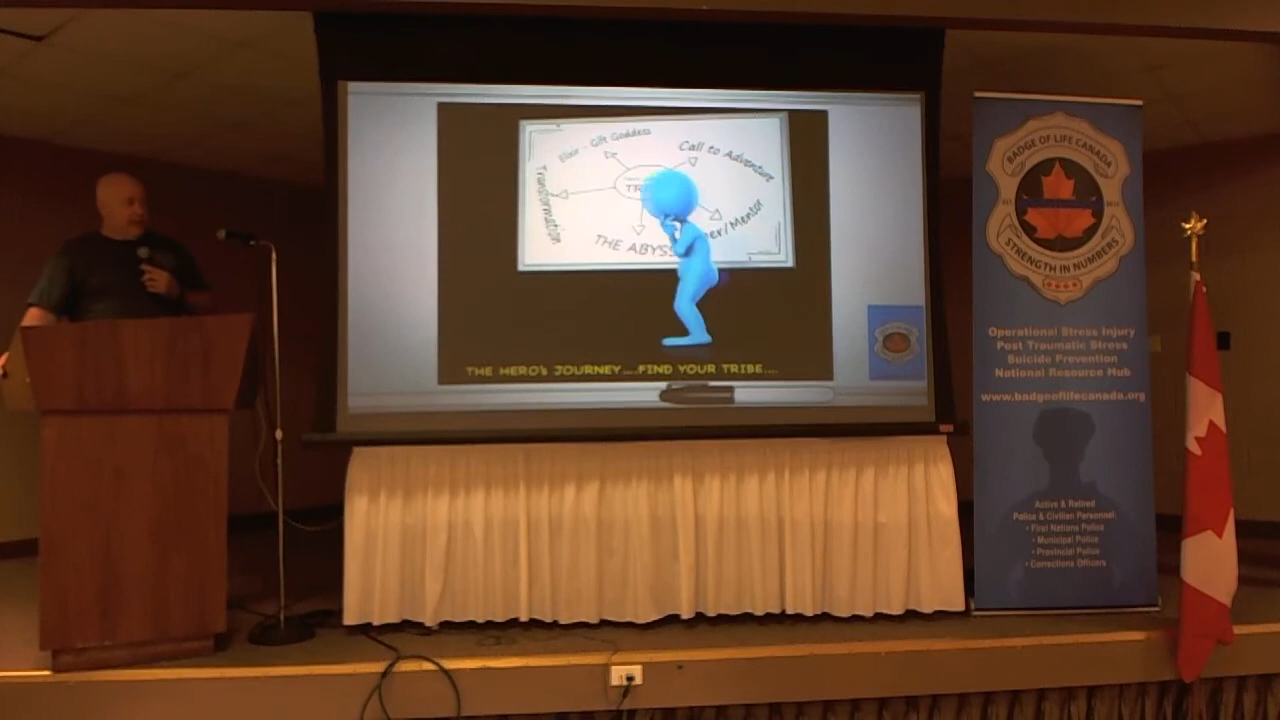 Elixir - Gift Goddess
Call to Adventure
Transformation
THE ABYSS
/Mentor
THE HERO's JOURNEY....FIND YOUR TRIBE....
BADGE OF LIFE CANADA
STRENGTH IN NUMBERS
Operational Stress Injury
Post Traumatic Stress
Suicide Prevention
National Resource Hub
www.badgeoflifecanada.org
Active & Retired
Police & Civilian Personnel:
• First Nations Police
• Municipal Police
• Provincial Police
• Corrections Officers